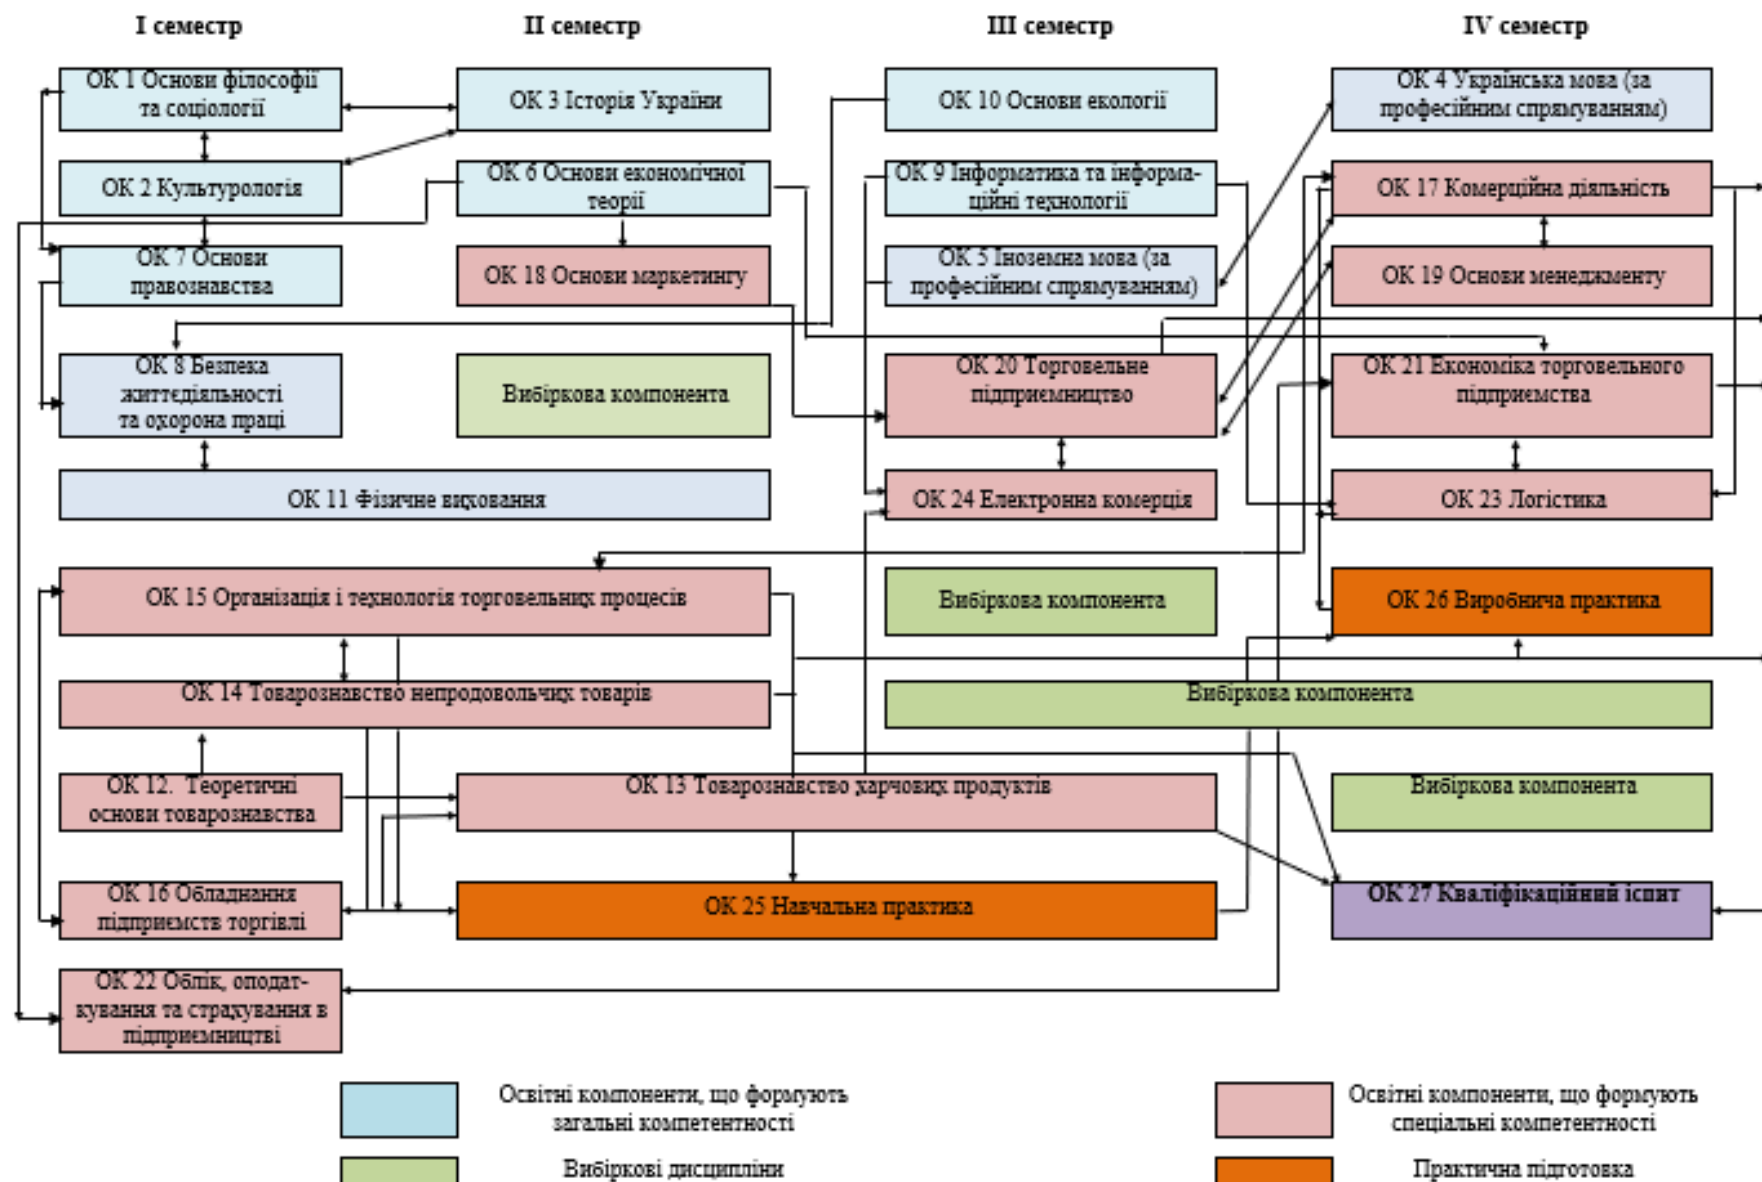 I семестр
II семестр
III семестр
IV семестр
ОК 1 Основи філософії
та соціології
ОК 3 Історія України
ОК 10 Основи екології
ОК 4 Українська мова (за
професійним спрямуванням)
ОК 2 Культурологія
ОК 6 Основи економічної
теорії
ОК 9 Інформатика та інформа-
ційні технології
ОК 17 Комерційна діяльність
ОК 7 Основи
правознавства
ОК 18 Основи маркетингу
ОК 5 Іноземна мова (за
професійним спрямуванням)
ОК 19 Основи менеджменту
ОК 8 Безпека
життєдіяльності
та охорона праці
Вибіркова компонента
ОК 20 Торговельне
підприємництво
ОК 21 Економіка торговельного
підприємства
ОК 11 Фізичне виховання
ОК 24 Електронна комерція
ОК 23 Логістика
ОК 15 Організація і технологія торговельних процесів
Вибіркова компонента
ОК 26 Виробнича практика
ОК 14 Товарознавство непродовольчих товарів
Вибіркова компонента
ОК 12. Теоретичні
основи товарознавства
ОК 13 Товарознавство харчових продуктів
Вибіркова компонента
ОК 16 Обладнання
підприємств торгівлі
ОК 25 Навчальна практика
ОК 27 Кваліфікаційний іспит
ОК 22 Облік, оподат-
кування та страхування в
підприємництві
Освітні компоненти, що формують
загальні компетентності
Освітні компоненти, що формують
спеціальні компетентності
Вибіркові дисципліни
Практична підготовка